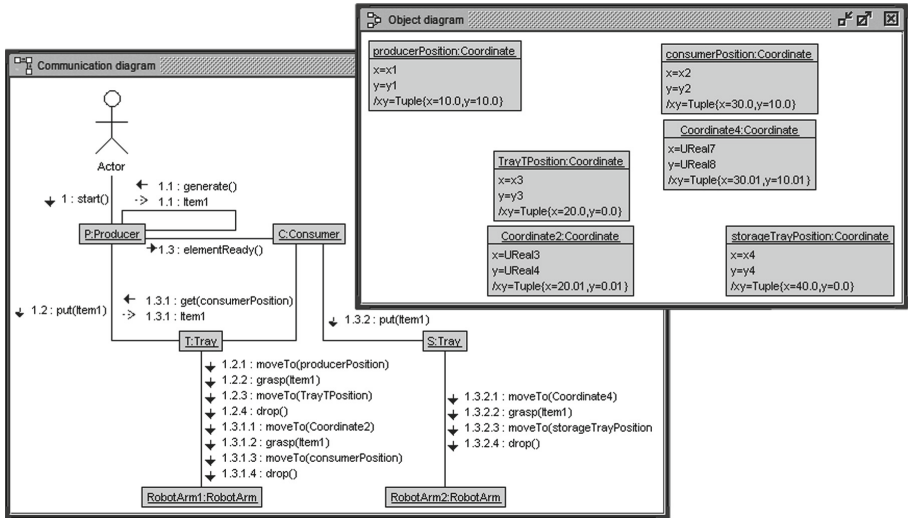 Object diagram
producerPosition:Coordinate
x=x1
y=y1
/xy=Tuple{x=10.0,y=10.0}
consumerPosition:Coordinate
x=x2
y=y2
/xy=Tuple{x=30.0,y=10.0}
Coordinate4:Coordinate
x=UReal7
y=UReal8
/xy=Tuple{x=30.01,y=10.01}
TrayTPosition:Coordinate
x=x3
y=y3
/xy=Tuple{x=20.0,y=0.0}
Coordinate2:Coordinate
x=UReal3
y=UReal4
/xy=Tuple{x=20.01,y=0.01}
storageTrayPosition:Coordinate
x=x4
y=y4
/xy=Tuple{x=40.0,y=0.0}
Communication diagram
Actor
1 : start()
1.1 : generate()
1.1 : Item1
P:Producer
C:Consumer
1.3 : elementReady()
1.2 : put(Item1)
1.3.1 : get(consumerPosition)
1.3.1 : Item1
1.3.2 : put(Item1)
T:Tray
S:Tray
1.2.1 : moveTo(producerPosition)
1.2.2 : grasp(Item1)
1.2.3 : moveTo(TrayTPosition)
1.2.4 : drop()
1.3.1.1 : moveTo(Coordinate2)
1.3.1.2 : grasp(Item1)
1.3.1.3 : moveTo(consumerPosition)
1.3.1.4 : drop()
1.3.2.1 : moveTo(Coordinate4)
1.3.2.2 : grasp(Item1)
1.3.2.3 : moveTo(storageTrayPosition
1.3.2.4 : drop()
RobotArm1:RobotArm
RobotArm2:RobotArm